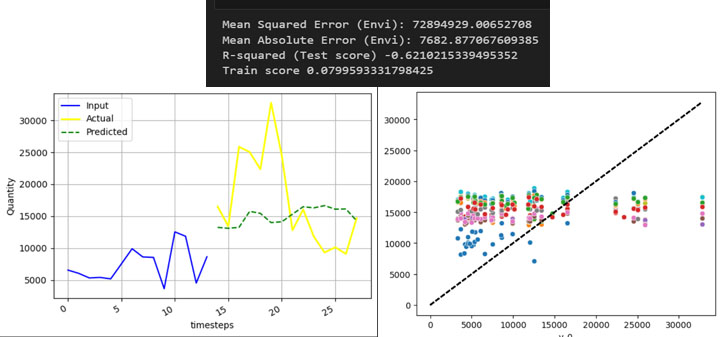 Mean Squared Error (Envi): 72894929.00652708
Mean Absolute Error (Envi): 7682.877067609385
R-squared (Test score) -0.6210215339495352
Train score 0.0799593331798425
Input
Actual
Predicted
Quantity
30000
25000
20000
15000
10000
5000
0
5
10
15
20
25
timesteps
30000
25000
20000
15000
10000
5000
0
0
5000
10000
15000
20000
25000
30000